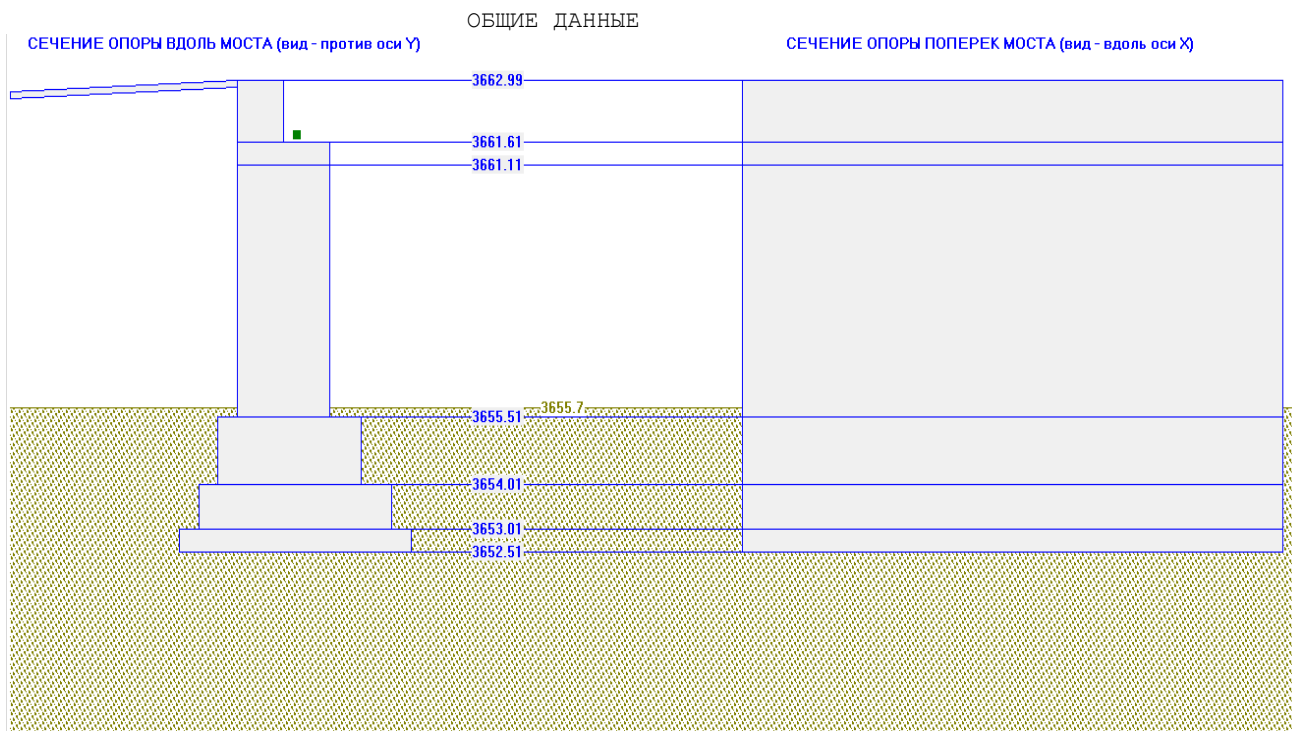 ОБЩИЕ ДАННЫЕ
СЕЧЕНИЕ ОПОРЫ ВДОЛЬ МОСТА (вид - против оси Y)
СЕЧЕНИЕ ОПОРЫ ПОПЕРЕК МОСТА (вид - вдоль оси X)
3662.99
3661.61
3661.11
3655.7
3655.51
3654.01
3653.01
3652.51